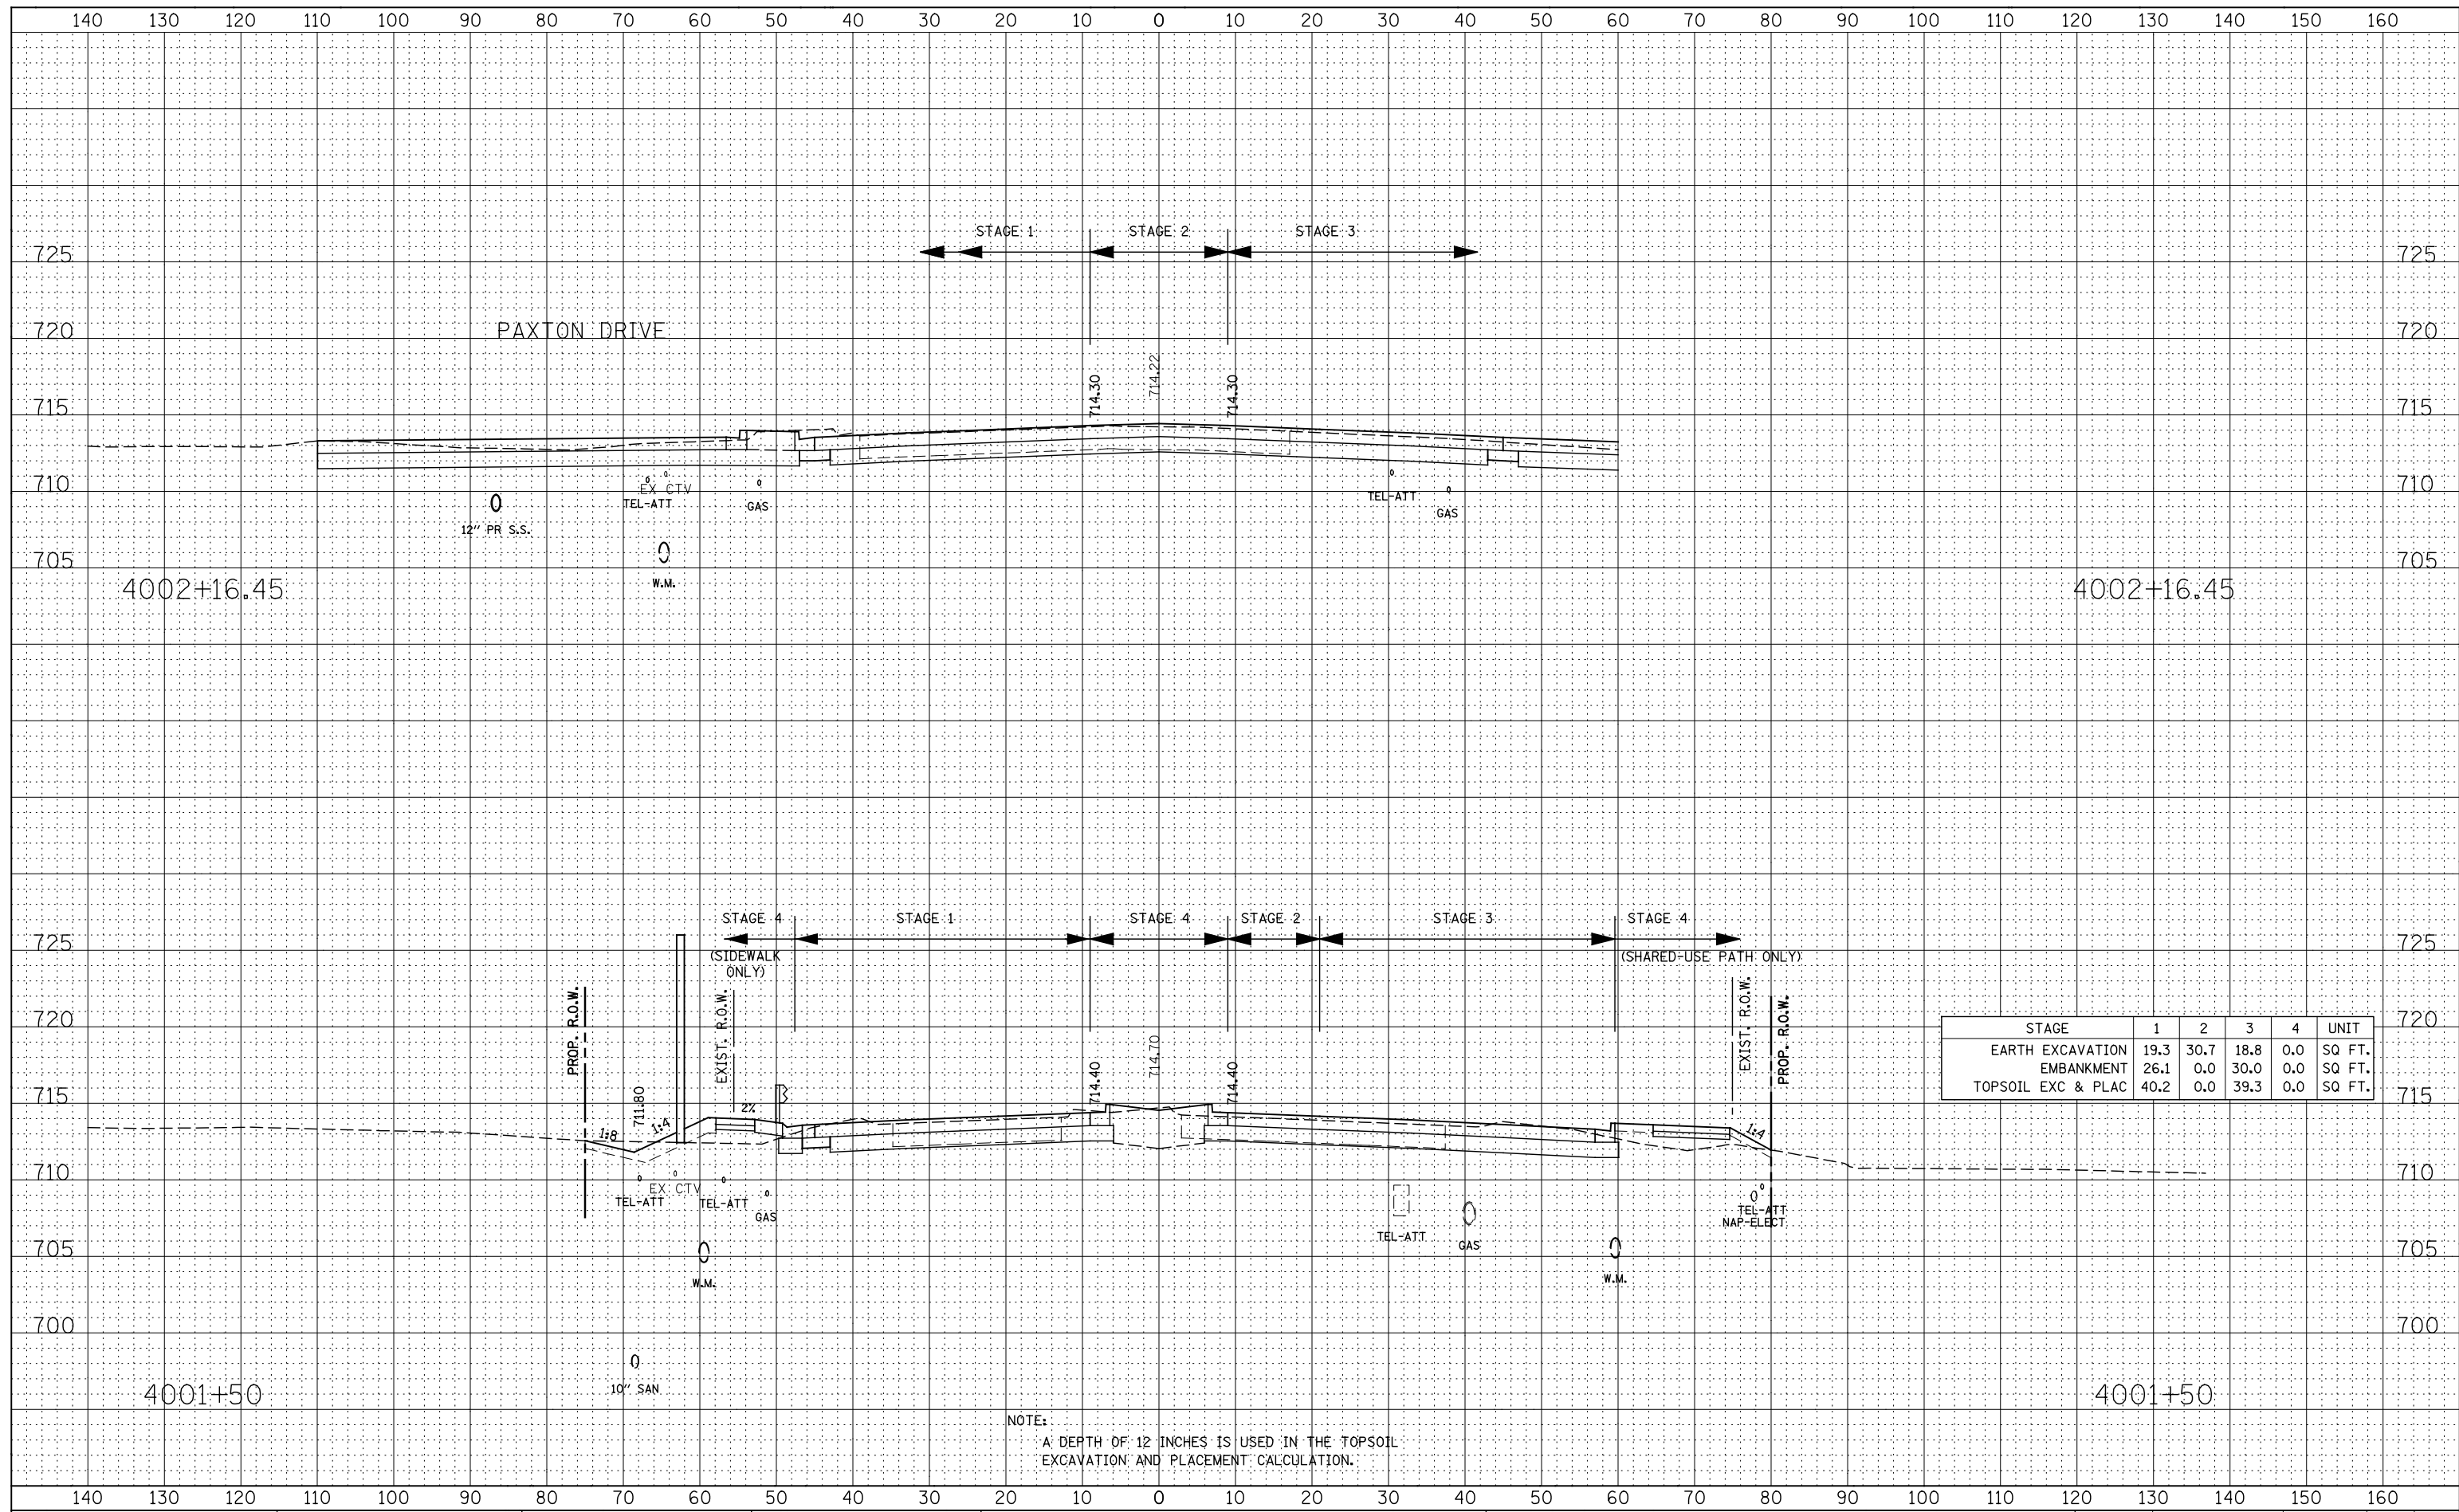 140 130 120 110 100 90 80 70 60 50 40 30 20 10 0 10 20 30 40 50 60 70 80 90 100 110 120 130 140 150 160
STAGE 1 STAGE 2 STAGE 3
725 725
720 PAXTON DRIVE 720
714.30 714.22 714.30
715 715
710 EX CTV 710
TEL-ATT GAS TEL-ATT GAS
12" PR S.S.
705 705
W.M.
4002+16.45 4002+16.45
STAGE 4 STAGE 1 STAGE 4 STAGE 2 STAGE 3 STAGE 4
725 725
(SIDEWALK
ONLY)
(SHARED-USE PATH ONLY)
PROP. R.O.W. EXIST. R.O.W. EXIST. R.O.W. PROP. R.O.W.
720 720
STAGE 1 2 3 4 UNIT
EARTH EXCAVATION 19.3 30.7 18.8 0.0 SQ FT.
EMBANKMENT 26.1 0.0 30.0 0.0 SQ FT.
TOPSOIL EXC & PLAC 40.2 0.0 39.3 0.0 SQ FT.
711.80 714.40 714.70 714.40
715 715
1:8 1:4 2% 1:4
710 710
TEL-ATT EX CTV TEL-ATT GAS
TEL-ATT GAS
TEL-ATT
NAP-ELECT
705 705
W.M. W.M.
700 700
10" SAN
4001+50 4001+50
NOTE:
A DEPTH OF 12 INCHES IS USED IN THE TOPSOIL
EXCAVATION AND PLACEMENT CALCULATION.
140 130 120 110 100 90 80 70 60 50 40 30 20 10 0 10 20 30 40 50 60 70 80 90 100 110 120 130 140 150 160